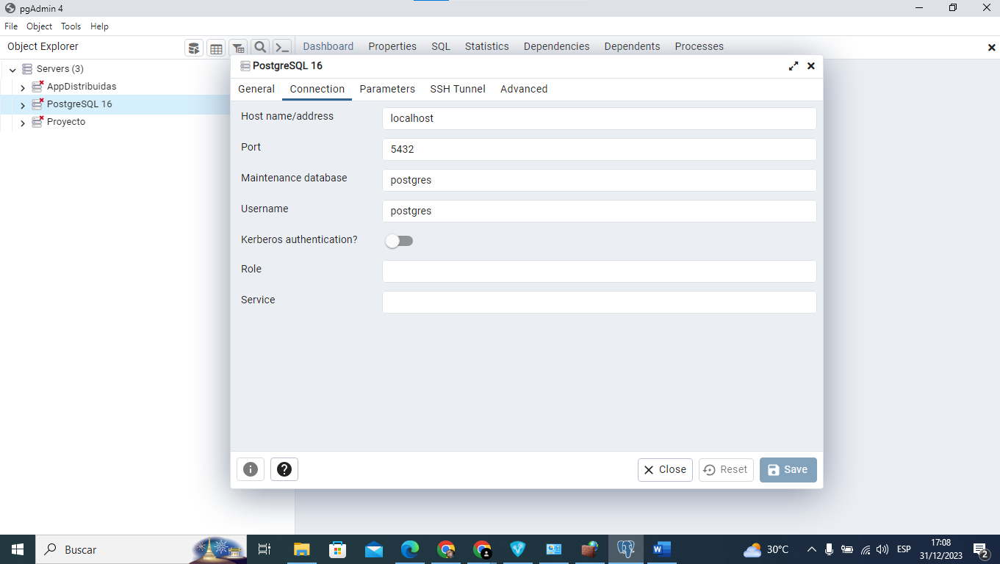 pgAdmin 4
File Object Tools Help
Object Explorer
Dashboard Properties SQL Statistics Dependencies Dependents Processes
Servers (3)
AppDistribuidas
PostgreSQL 16
Proyecto
PostgreSQL 16
General Connection Parameters SSH Tunnel Advanced
Host name/address localhost
Port 5432
Maintenance database postgres
Username postgres
Kerberos authentication?
Role
Service
Close Reset Save
Buscar
30°C
ESP
17:08
31/12/2023
2